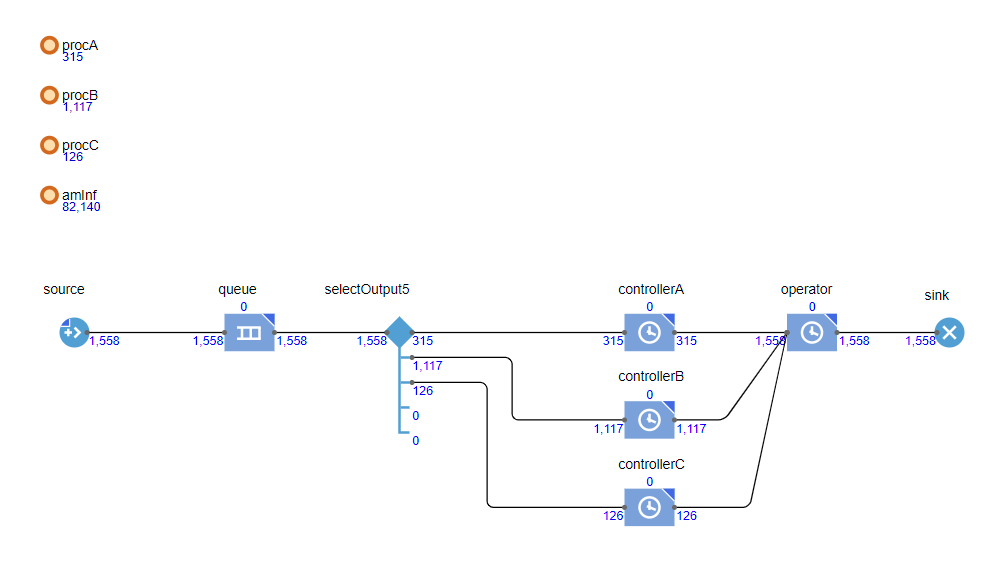 procA
315
procB
1,117
procC
126
amInf
82,140
source
queue
selectOutput5
controllerA
operator
sink
0
0
0
1,558
1,558
1,558
1,558
315
315
315
1,558
1,558
1,558
1,117
controllerB
126
0
0
1,117
1,117
0
controllerC
0
126
126